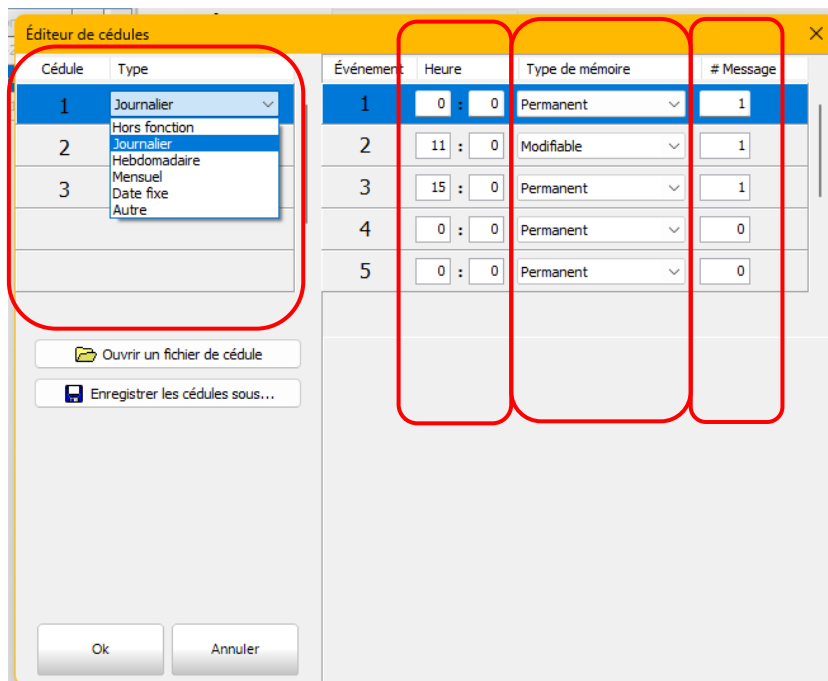 Éditeur de cédules
Cédule Type
1 Journalier
Hors fonction
Journalier
Hebdomadaire
Mensuel
Date fixe
Autre
2
3
Événement Heure Type de mémoire # Message
1 0 : 0 Permanent 1
2 11 : 0 Modifiable 1
3 15 : 0 Permanent 1
4 0 : 0 Permanent 0
5 0 : 0 Permanent 0
Ouvrir un fichier de cédule
Enregistrer les cédules sous...
Ok Annuler